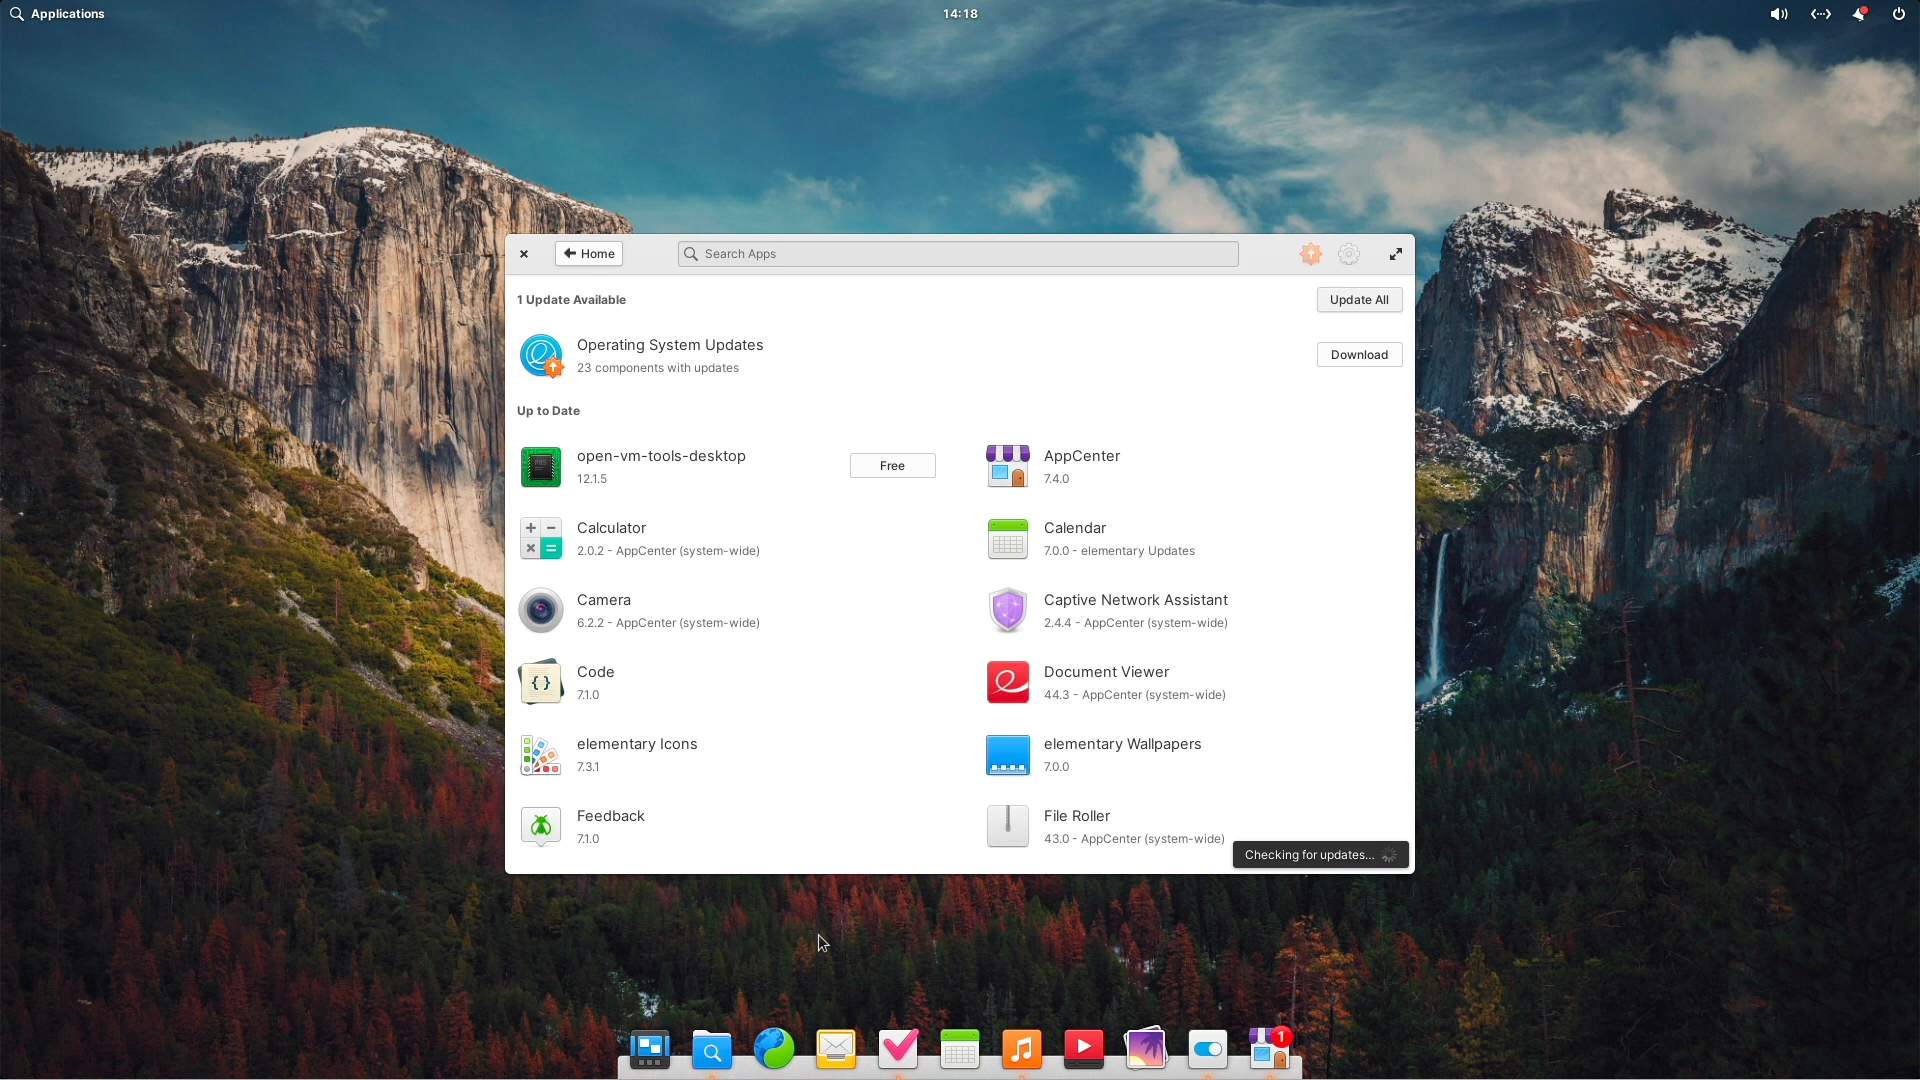 Applications
14:18
Home
Search Apps
1 Update Available
Update All
Operating System Updates
23 components with updates
Download
Up to Date
open-vm-tools-desktop
12.1.5
Free
AppCenter
7.4.0
Calculator
2.0.2 - AppCenter (system-wide)
Calendar
7.0.0 - elementary Updates
Camera
6.2.2 - AppCenter (system-wide)
Captive Network Assistant
2.4.4 - AppCenter (system-wide)
Code
7.1.0
Document Viewer
44.3 - AppCenter (system-wide)
elementary Icons
7.3.1
elementary Wallpapers
7.0.0
Feedback
7.1.0
File Roller
43.0 - AppCenter (system-wide)
Checking for updates...
1